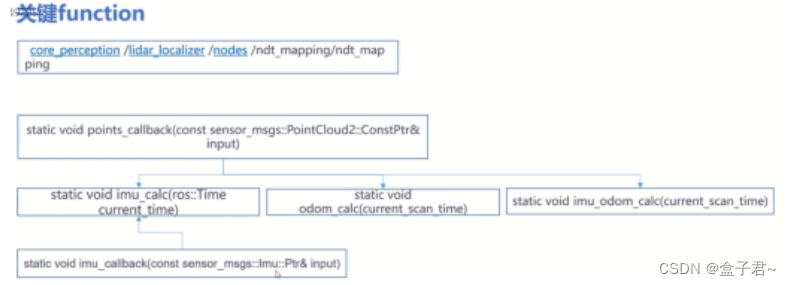 关键function
core_perception /lidar_localizer /nodes /ndt_mapping/ndt_map
ping
static void points_callback(const sensor_msgs::PointCloud2::ConstPtr&
input)
static void imu_calc(ros::Time
current_time)
static void
odom_calc(current_scan_time)
static void imu_odom_calc(current_scan_time)
static void imu_callback(const sensor_msgs::Imu::Ptr& input)
CSDN @盒子君~